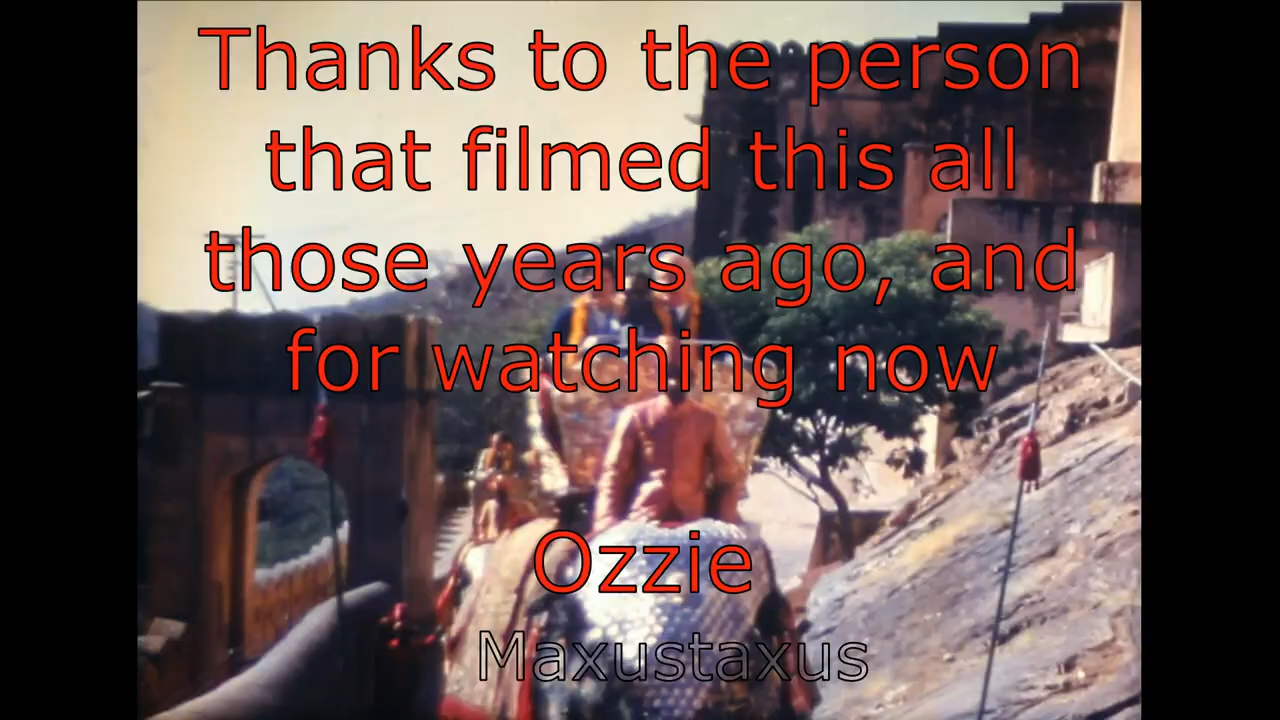 Thanks to the person
that filmed this all
those years ago, and
for watching now
Ozzie
Maxustaxus